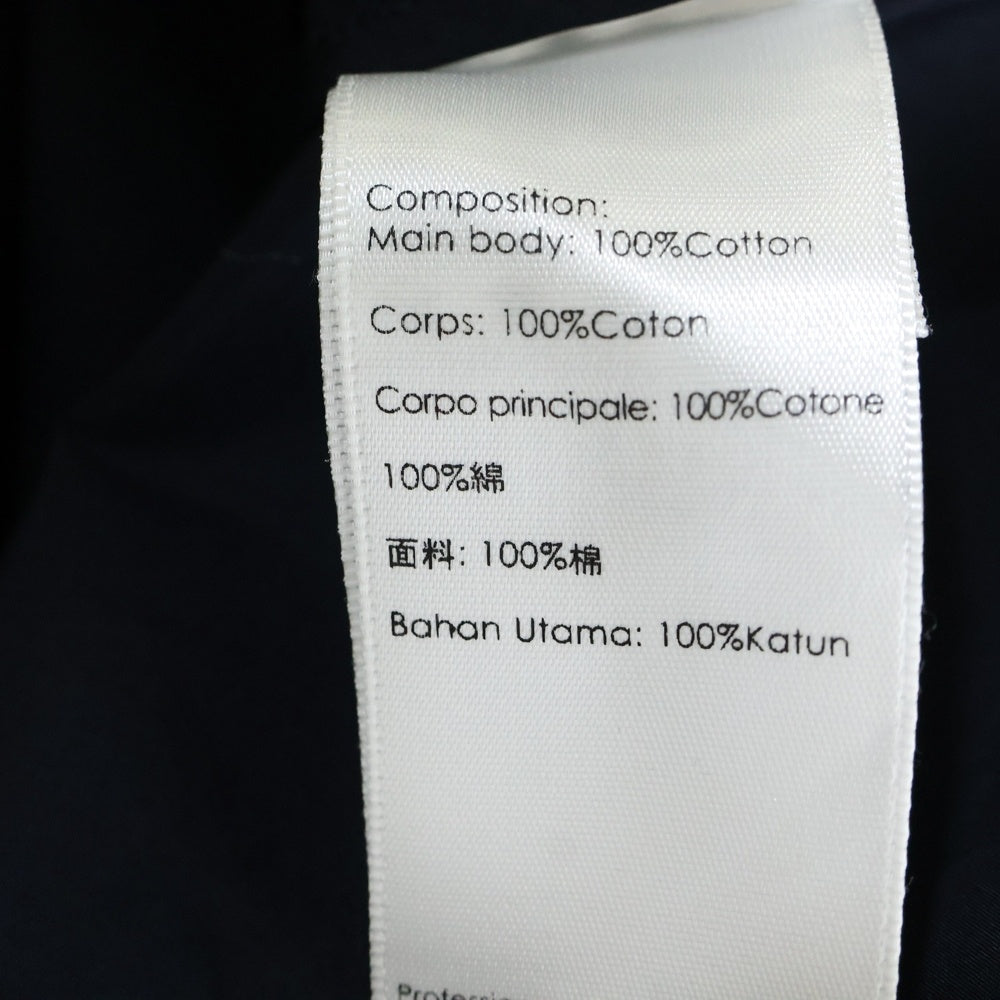 Composition:
Main body: 100%Cotton
Corps: 100%Coton
Corpo principale: 100%Cotone
100%綿
面料: 100%棉
Bahan Utama: 100%Katun